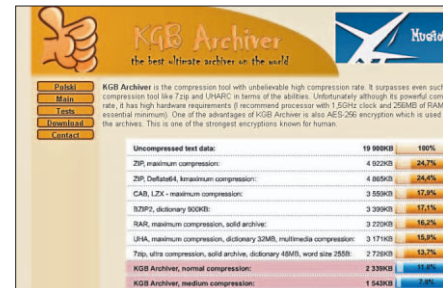 KGB Archiver
the best ultimate archiver on the world
Polski
Main
Tests
Download
Contact
KGB Archiver is the compression tool with unbelievable high compression rate. It surpasses even such
compression tool like 7zip and UHARC in terms of the abilities. Unfortunately although its powerful com
rate, it has high hardware requirements (I recommend processor with 1,5GHz clock and 256MB of RAM
essential minimum). One of the advantages of KGB Archiver is also AES-256 encryption which is used
the archives. This is one of the strongest encryptions known for human.
Uncompressed text data: 19 900KB 100%
ZIP, maximum compression: 4 922KB 24,7%
ZIP, Deflate64, kmaximum compression: 4 865KB 24,4%
CAB, LZX - maximum compression: 3 559KB 17,9%
BZIP2, dictionary 900KB: 3 399KB 17,1%
RAR, maximum compression, solid archive: 3 220KB 16,2%
UHA, maximum compression, dictionary 32MB, multimedia compression: 3 171KB 15,9%
7zip, ultra compression, solid archive, dictionary 48MB, word size 255B: 2 726KB 13,7%
KGB Archiver, normal compression: 2 339KB 11,8%
KGB Archiver, medium compression: 1 543KB 7,8%